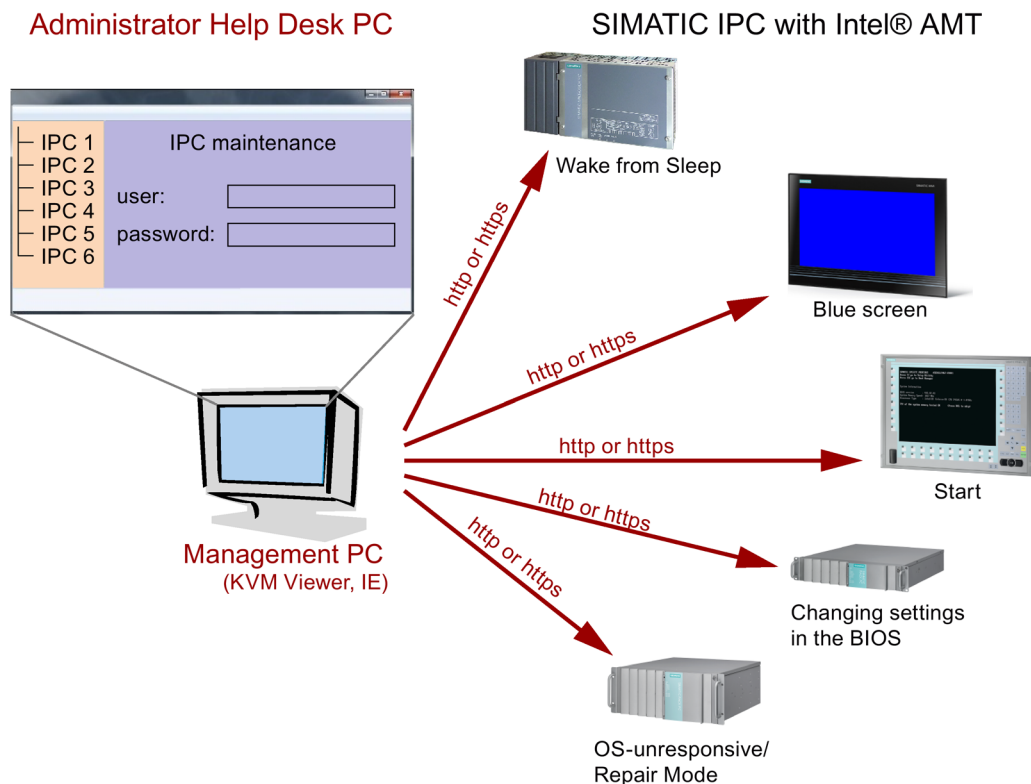 Administrator Help Desk PC
SIMATIC IPC with Intel® AMT
IPC 1
IPC 2
IPC 3
IPC 4
IPC 5
IPC 6
IPC maintenance
user:
password:
Wake from Sleep
http or https
Blue screen
http or https
http or https
Start
http or https
Changing settings
in the BIOS
http or https
OS-unresponsive/
Repair Mode
Management PC
(KVM Viewer, IE)